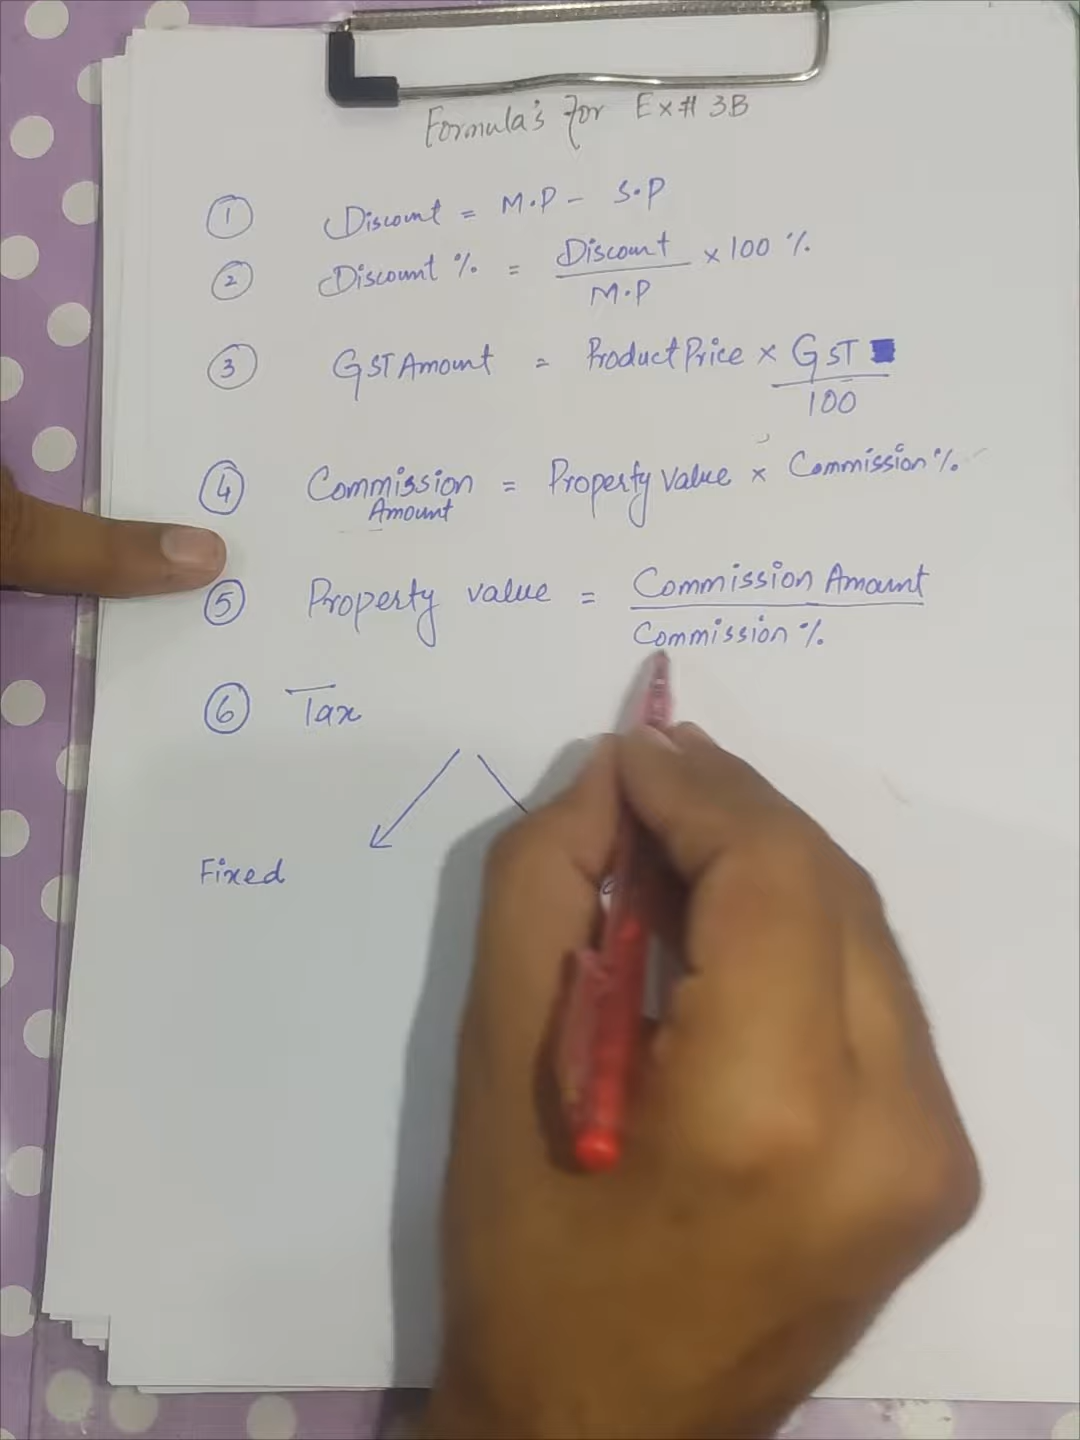 Formula's for Ex# 3B
① Discount = M.P - S.P
② Discount % = Discount / M.P × 100 %
③ GST Amount = Product Price × GST / 100
④ Commission Amount = Property value × Commission %
⑤ Property value = Commission Amount / Commission %
⑥ Tax
Fixed